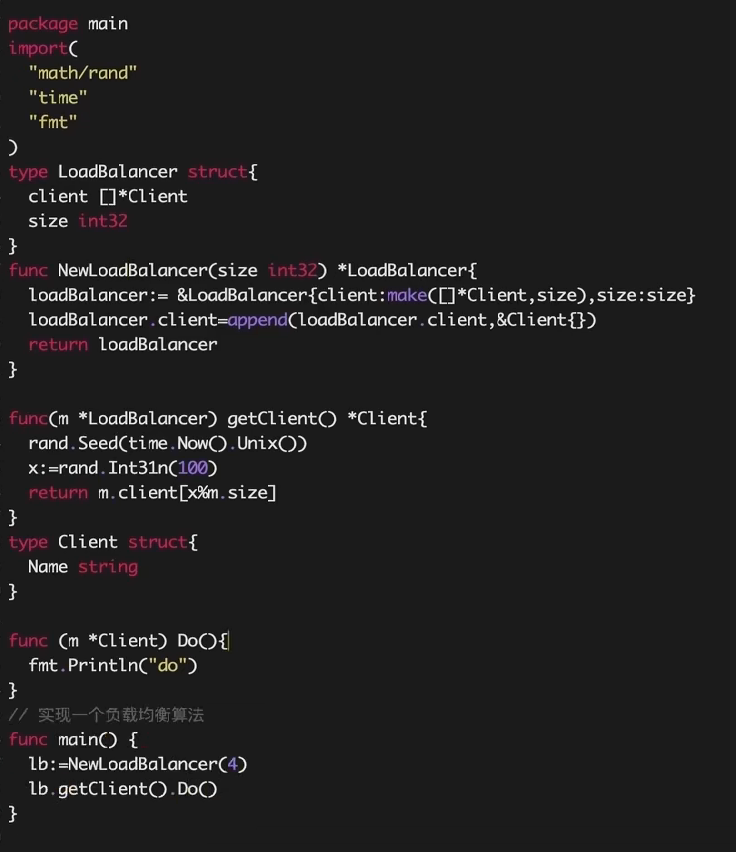 package main
import(
  "math/rand"
  "time"
  "fmt"
)
type LoadBalancer struct{
  client []*Client
  size int32
}
func NewLoadBalancer(size int32) *LoadBalancer{
  loadBalancer:= &LoadBalancer{client:make([]*Client,size),size:size}
  loadBalancer.client=append(loadBalancer.client,&Client{})
  return loadBalancer
}

func(m *LoadBalancer) getClient() *Client{
  rand.Seed(time.Now().Unix())
  x:=rand.Int31n(100)
  return m.client[x%m.size]
}
type Client struct{
  Name string
}

func (m *Client) Do(){
  fmt.Println("do")
}
// 实现一个负载均衡算法
func main() {
  lb:=NewLoadBalancer(4)
  lb.getClient().Do()
}